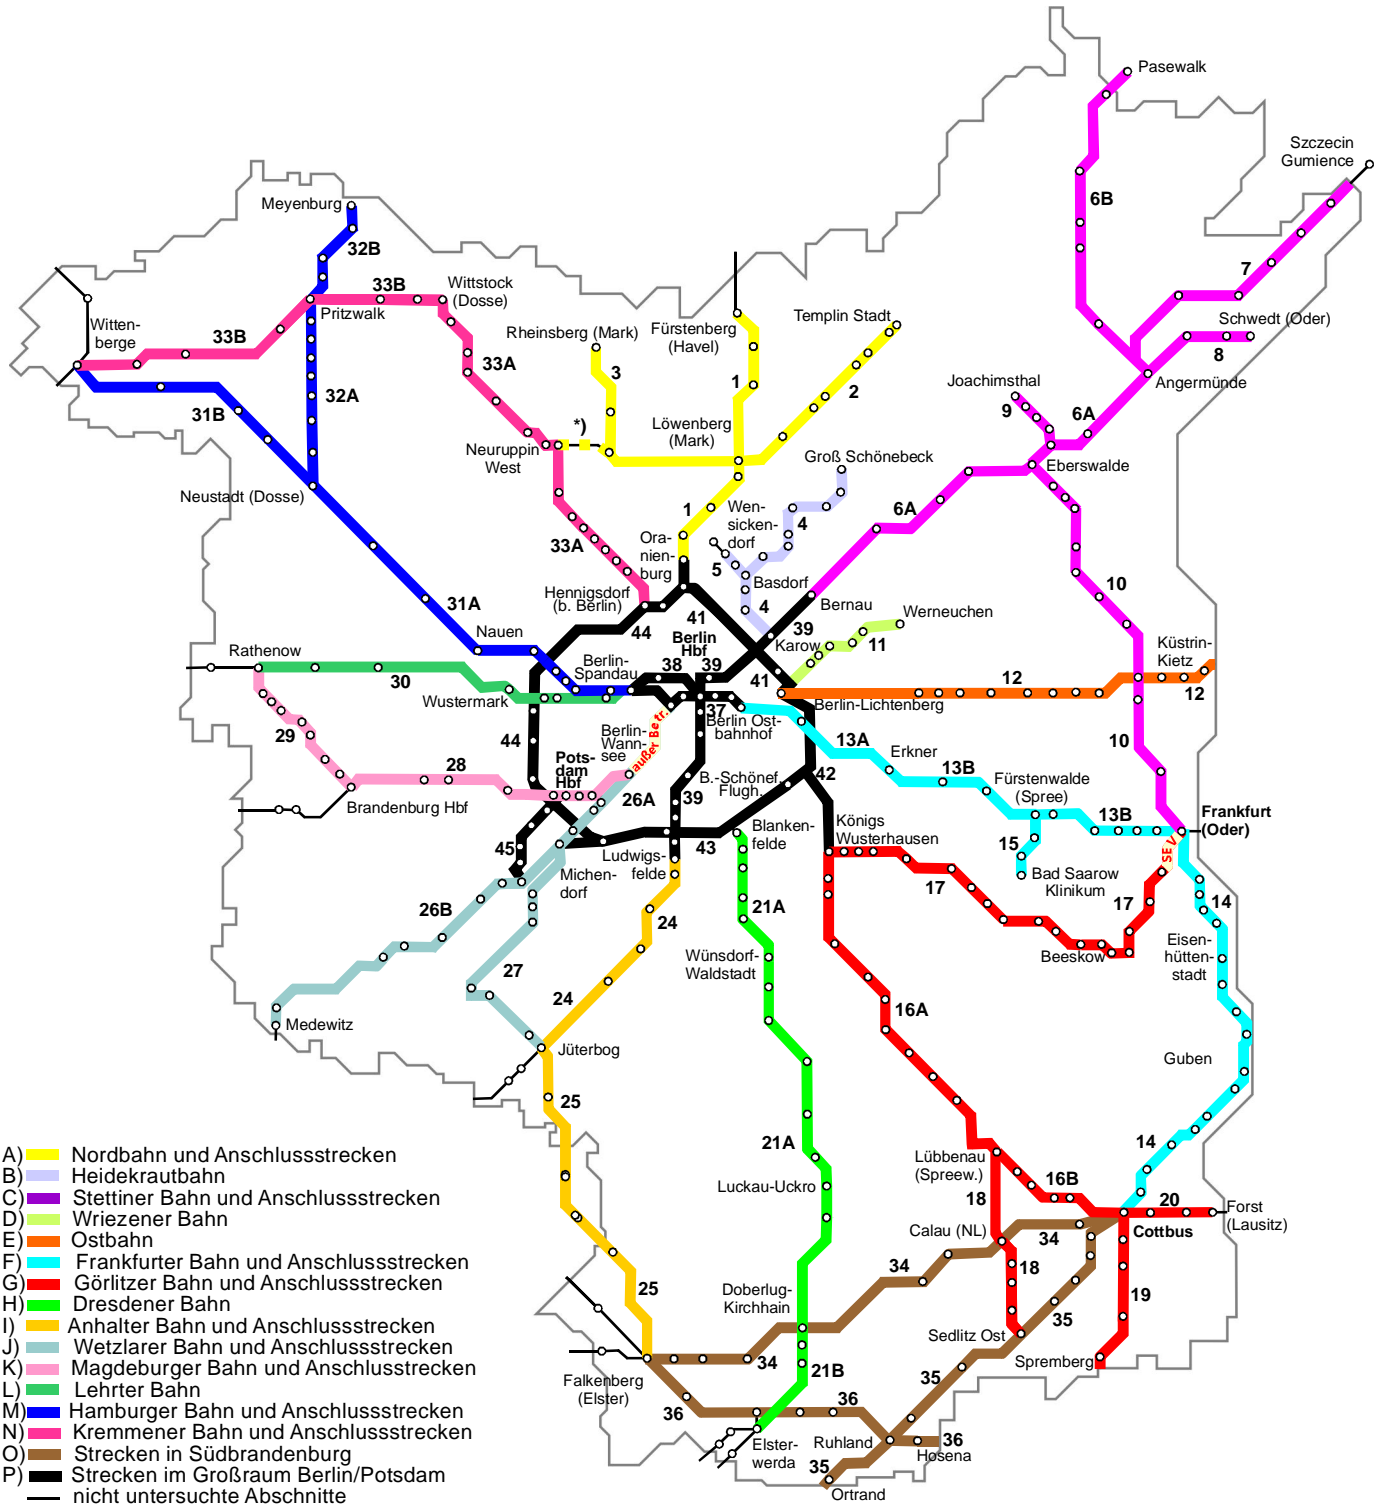 Pasewalk
Szczecin
Gumience
6B
Meyenburg
32B
7
33B
Wittstock
(Dosse)
Pritzwalk
Fürstenberg
(Havel)
Templin Stadt
Schwedt (Oder)
8
Witten-
berge
33B
Rheinsberg (Mark)
33A
3
1
2
Joachimsthal
9
Angermünde
6A
31B
32A
*)
Löwenberg
(Mark)
Neuruppin
West
Groß Schönebeck
Eberswalde
Neustadt (Dosse)
1
Wen-
sicken-
dorf
4
6A
33A
Ora-
nien-
burg
5
Basdorf
10
31A
Hennigsdorf
(b. Berlin)
41
4
Bernau
Werneuchen
44
Berlin
Hbf
39
Karow
11
Nauen
Küstrin-
Kietz
Rathenow
Berlin-
Spandau
38
39
41
12
12
30
Wustermark
37
Berlin Ost-
bahnhof
Berlin-Lichtenberg
29
44
Berlin-
Wann-
see
außer Betr.
13A
Erkner
10
Pots-
dam
Hbf
28
26A
B.-Schönef.
Flugh.
42
13B
Fürstenwalde
(Spree)
Brandenburg Hbf
39
13B
Frankfurt
(Oder)
Königs
Wusterhausen
Blanken-
felde
43
15
SEV
45
Ludwigs-
felde
Michen-
dorf
17
Bad Saarow
Klinikum
17
14
26B
24
21A
Eisen-
hütten-
stadt
Beeskow
Wünsdorf-
Waldstadt
27
24
16A
Medewitz
Jüterbog
Guben
25
21A
14
Lübbenau
(Spreew.)
16B
Luckau-Uckro
18
20
Forst
(Lausitz)
Calau (NL)
34
Cottbus
34
18
25
19
Doberlug-
Kirchhain
35
Sedlitz Ost
34
Spremberg
21B
35
Falkenberg
(Elster)
36
36
Elster-
werda
Ruhland
36
Hosena
35
Ortrand
A) Nordbahn und Anschlussstrecken
B) Heidekrautbahn
C) Stettiner Bahn und Anschlussstrecken
D) Wriezener Bahn
E) Ostbahn
F) Frankfurter Bahn und Anschlussstrecken
G) Görlitzer Bahn und Anschlussstrecken
H) Dresdener Bahn
I) Anhalter Bahn und Anschlussstrecken
J) Wetzlarer Bahn und Anschlussstrecken
K) Magdeburger Bahn und Anschlusstrecken
L) Lehrter Bahn
M) Hamburger Bahn und Anschlussstrecken
N) Kremmener Bahn und Anschlussstrecken
O) Strecken in Südbrandenburg
P) Strecken im Großraum Berlin/Potsdam
nicht untersuchte Abschnitte